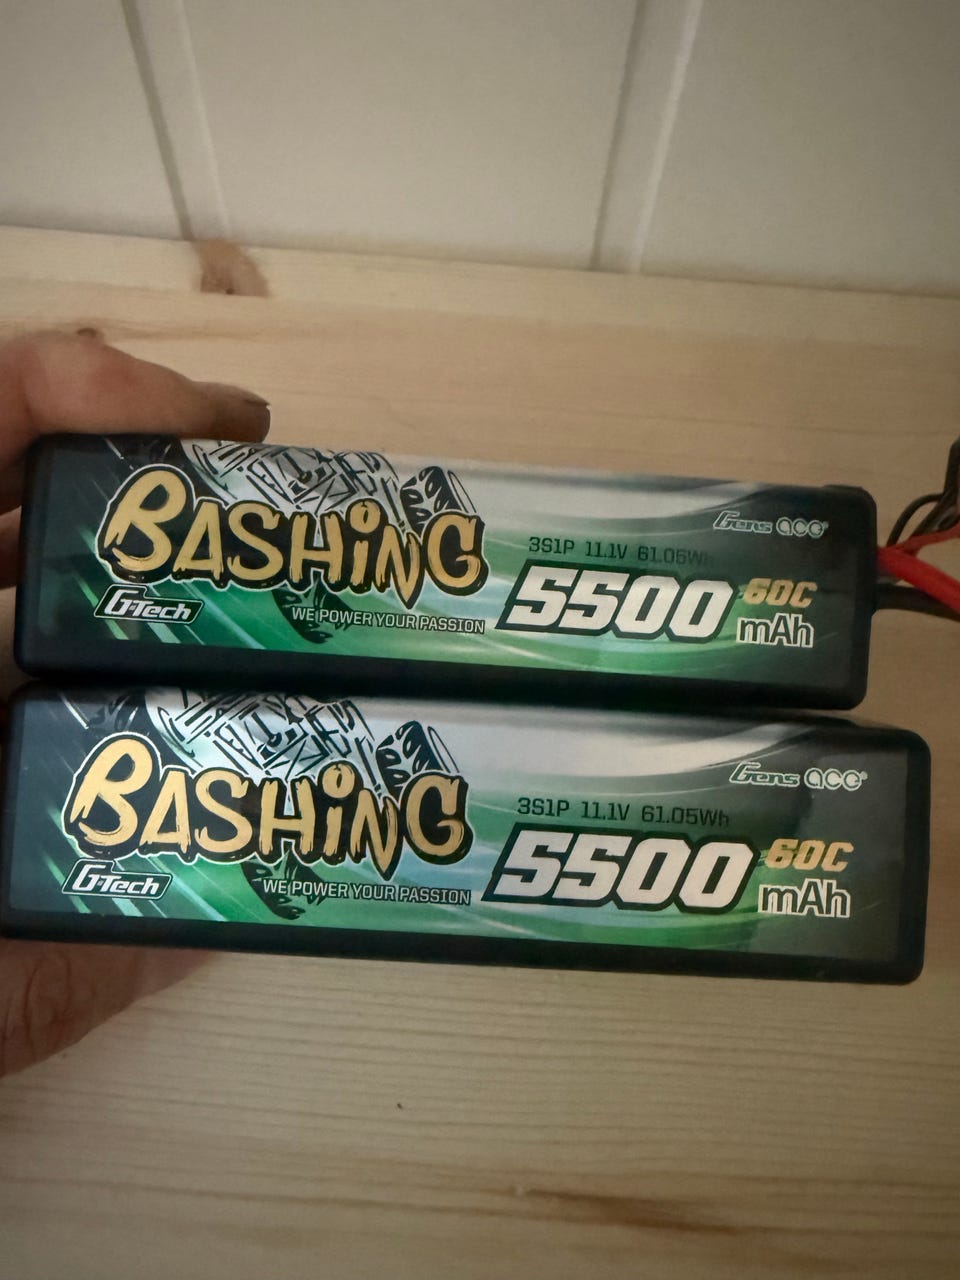 Gens ace
BASHING
3S1P 11.1V 61.05Wh
5500 60C
mAh
G-Tech
WE POWER YOUR PASSION
Gens ace
BASHING
3S1P 11.1V 61.05Wh
5500 60C
mAh
G-Tech
WE POWER YOUR PASSION